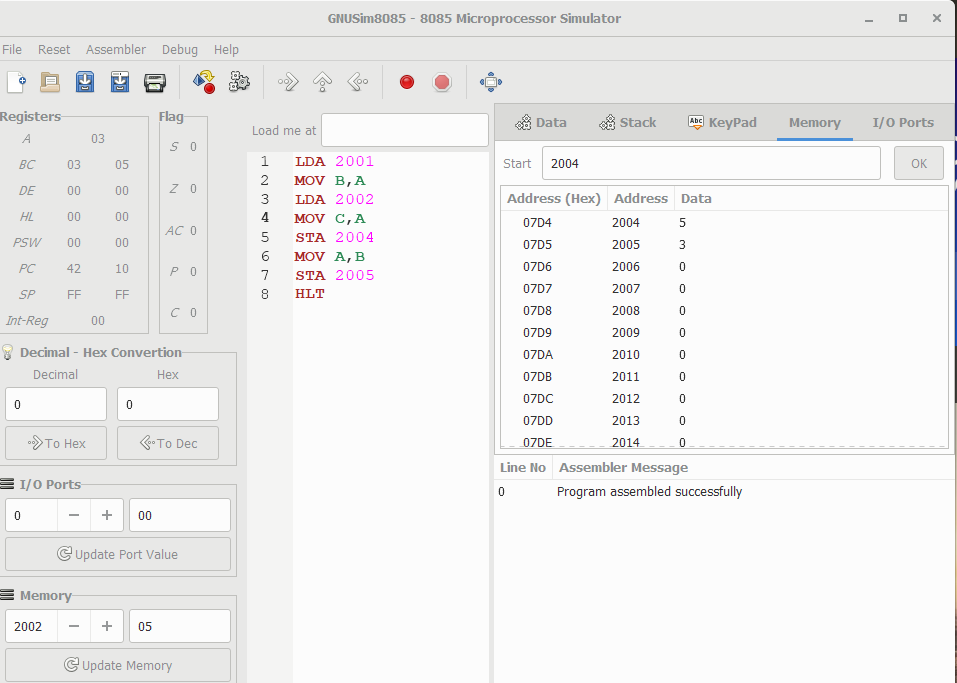 GNUSim8085 - 8085 Microprocessor Simulator
File Reset Assembler Debug Help
Registers
A 03
BC 03 05
DE 00 00
HL 00 00
PSW 00 00
PC 42 10
SP FF FF
Int-Reg 00
Flag
S 0
Z 0
AC 0
P 0
C 0
Decimal - Hex Convertion
Decimal Hex
0 0
To Hex To Dec
I/O Ports
0 − + 00
Update Port Value
Memory
2002 − + 05
Update Memory
Load me at
1 LDA 2001
2 MOV B,A
3 LDA 2002
4 MOV C,A
5 STA 2004
6 MOV A,B
7 STA 2005
8 HLT
Data Stack Abc KeyPad Memory I/O Ports
Start 2004 OK
Address (Hex) Address Data
07D4 2004 5
07D5 2005 3
07D6 2006 0
07D7 2007 0
07D8 2008 0
07D9 2009 0
07DA 2010 0
07DB 2011 0
07DC 2012 0
07DD 2013 0
07DE 2014 0
Line No Assembler Message
0 Program assembled successfully